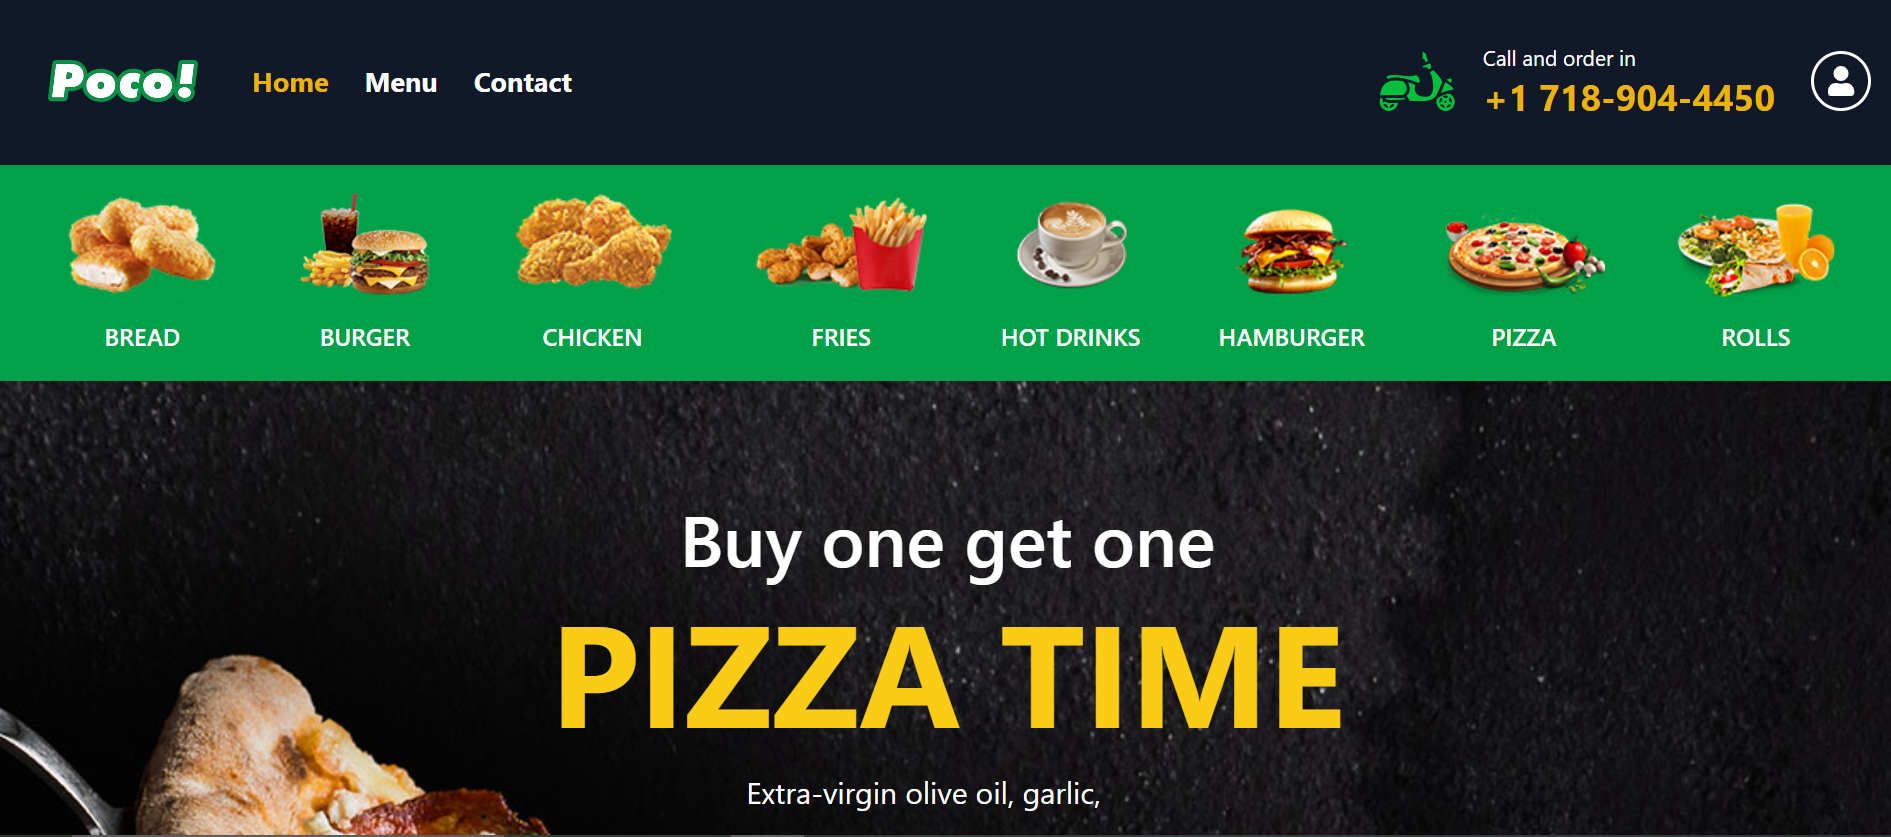 Poco!
Home Menu Contact
Call and order in
+1 718-904-4450
BREAD BURGER CHICKEN FRIES HOT DRINKS HAMBURGER PIZZA ROLLS
Buy one get one
PIZZA TIME
Extra-virgin olive oil, garlic,